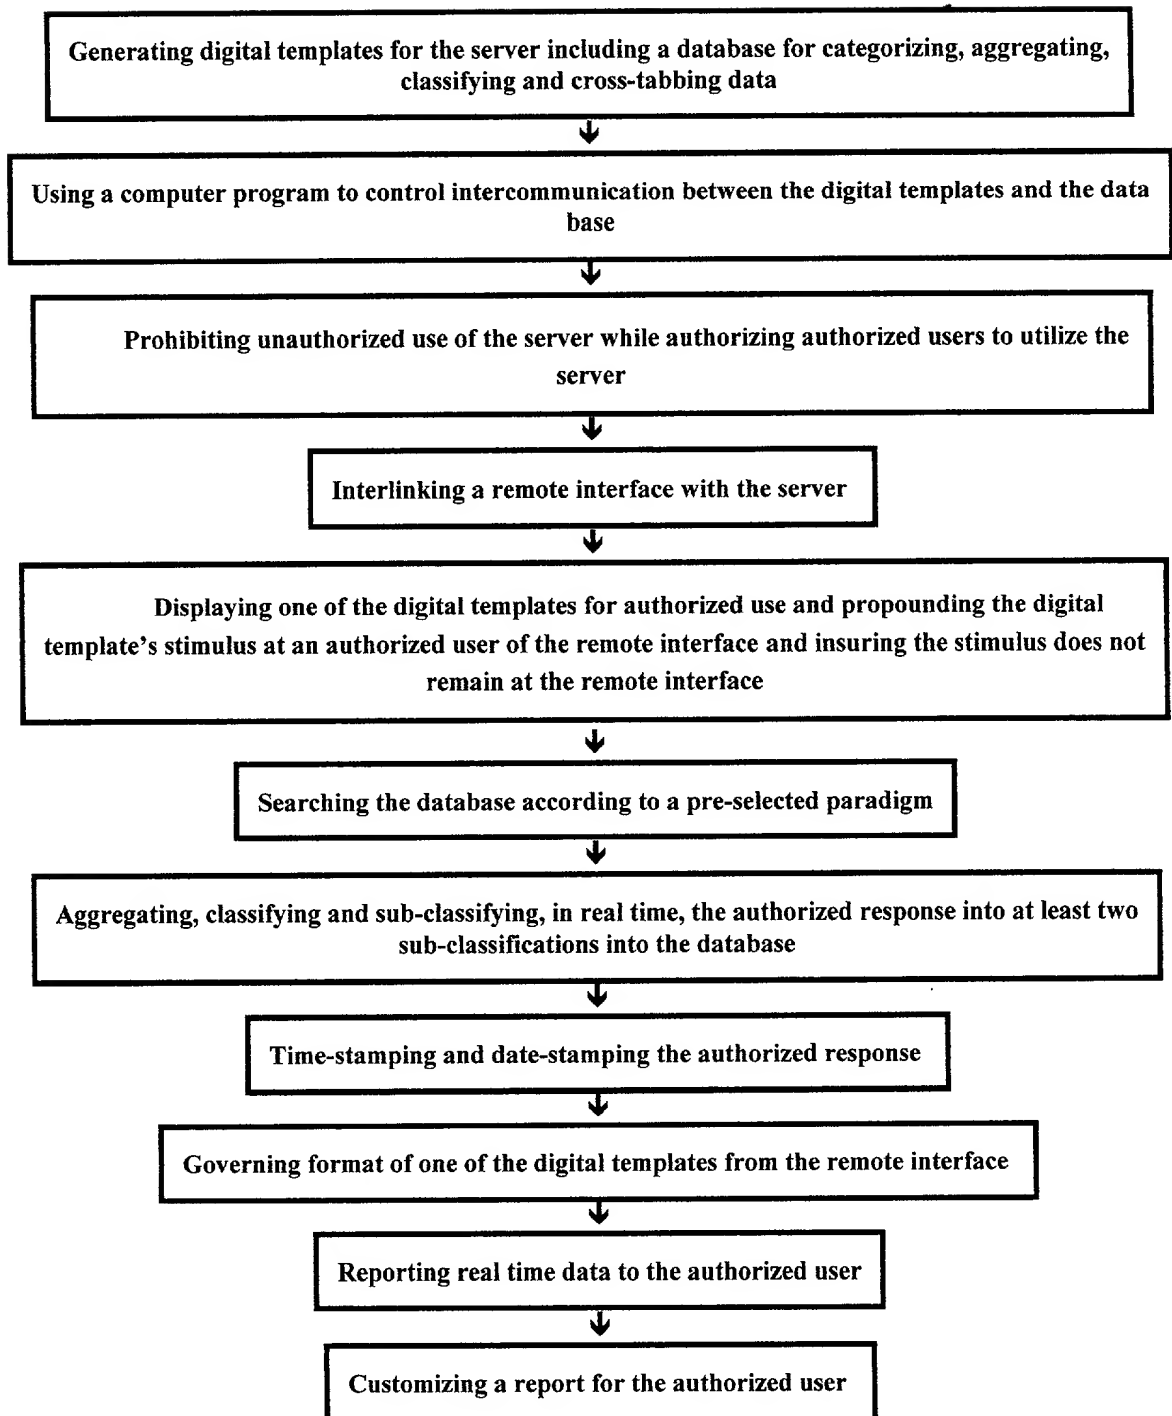 Generating digital templates for the server including a database for categorizing, aggregating,
classifying and cross-tabbing data
Using a computer program to control intercommunication between the digital templates and the data
base
Prohibiting unauthorized use of the server while authorizing authorized users to utilize the
server
Interlinking a remote interface with the server
Displaying one of the digital templates for authorized use and propounding the digital
template's stimulus at an authorized user of the remote interface and insuring the stimulus does not
remain at the remote interface
Searching the database according to a pre-selected paradigm
Aggregating, classifying and sub-classifying, in real time, the authorized response into at least two
sub-classifications into the database
Time-stamping and date-stamping the authorized response
Governing format of one of the digital templates from the remote interface
Reporting real time data to the authorized user
Customizing a report for the authorized user